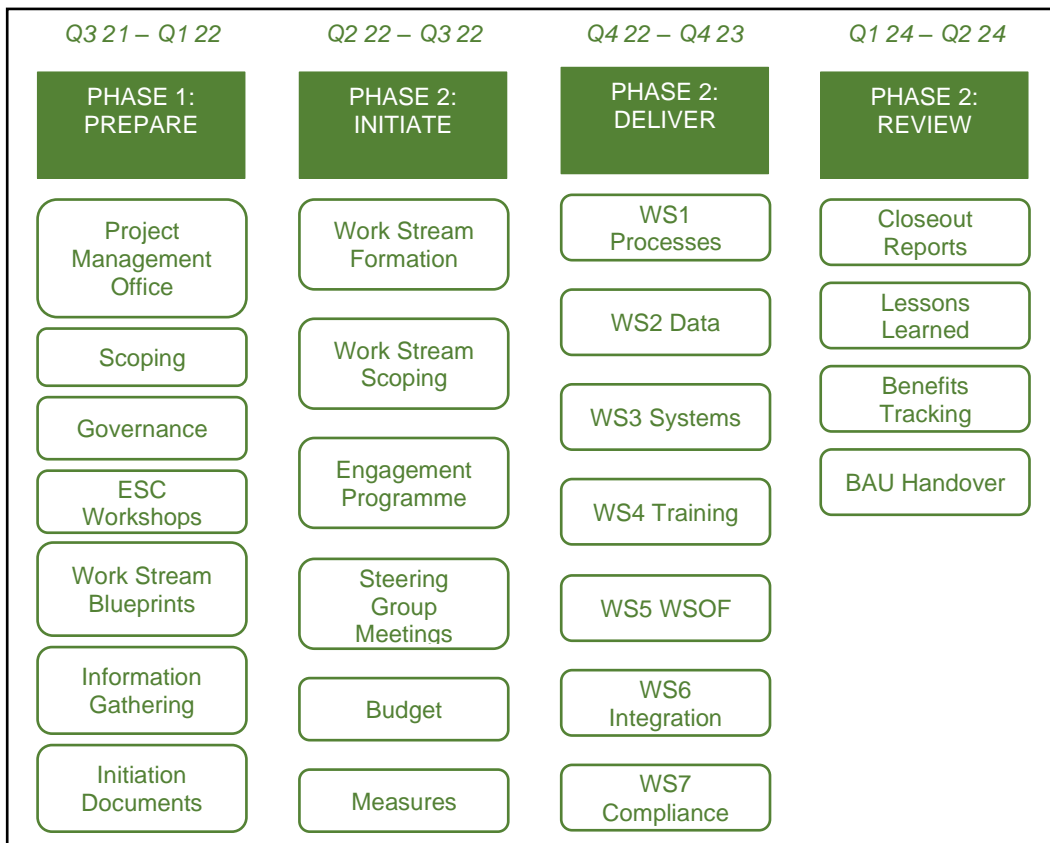 Q3 21 – Q1 22
PHASE 1:
PREPARE
Project
Management
Office
Scoping
Governance
ESC
Workshops
Work Stream
Blueprints
Information
Gathering
Initiation
Documents
Q2 22 – Q3 22
PHASE 2:
INITIATE
Work Stream
Formation
Work Stream
Scoping
Engagement
Programme
Steering
Group
Meetings
Budget
Measures
Q4 22 – Q4 23
PHASE 2:
DELIVER
WS1
Processes
WS2 Data
WS3 Systems
WS4 Training
WS5 WSOF
WS6
Integration
WS7
Compliance
Q1 24 – Q2 24
PHASE 2:
REVIEW
Closeout
Reports
Lessons
Learned
Benefits
Tracking
BAU Handover